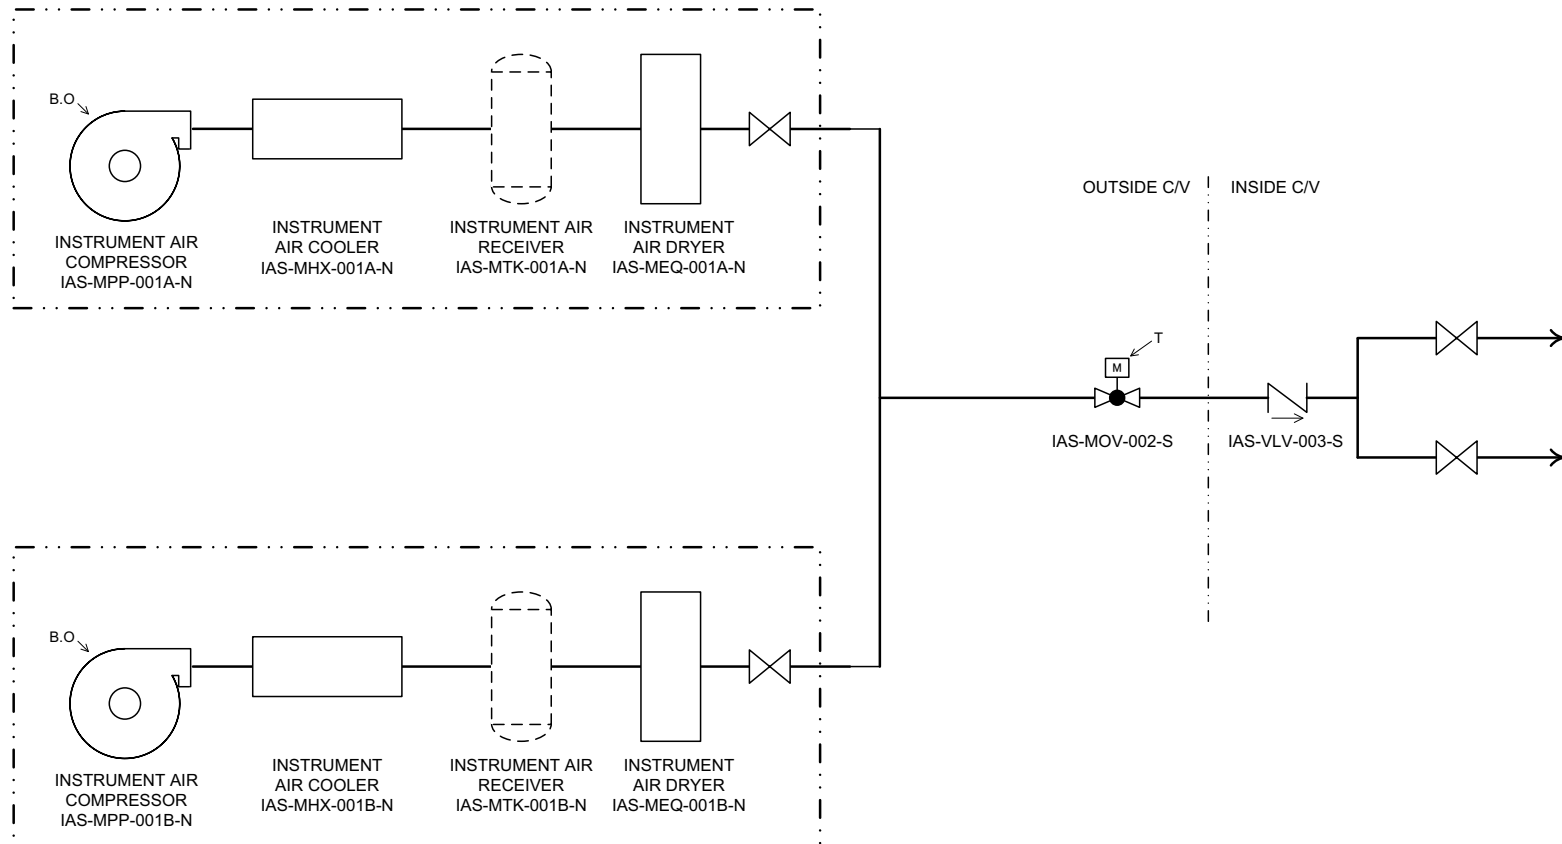 B.O
INSTRUMENT AIR
COMPRESSOR
IAS-MPP-001A-N
INSTRUMENT
AIR COOLER
IAS-MHX-001A-N
INSTRUMENT AIR
RECEIVER
IAS-MTK-001A-N
INSTRUMENT
AIR DRYER
IAS-MEQ-001A-N
OUTSIDE C/V
INSIDE C/V
T
M
IAS-MOV-002-S
IAS-VLV-003-S
B.O
INSTRUMENT AIR
COMPRESSOR
IAS-MPP-001B-N
INSTRUMENT
AIR COOLER
IAS-MHX-001B-N
INSTRUMENT AIR
RECEIVER
IAS-MTK-001B-N
INSTRUMENT
AIR DRYER
IAS-MEQ-001B-N